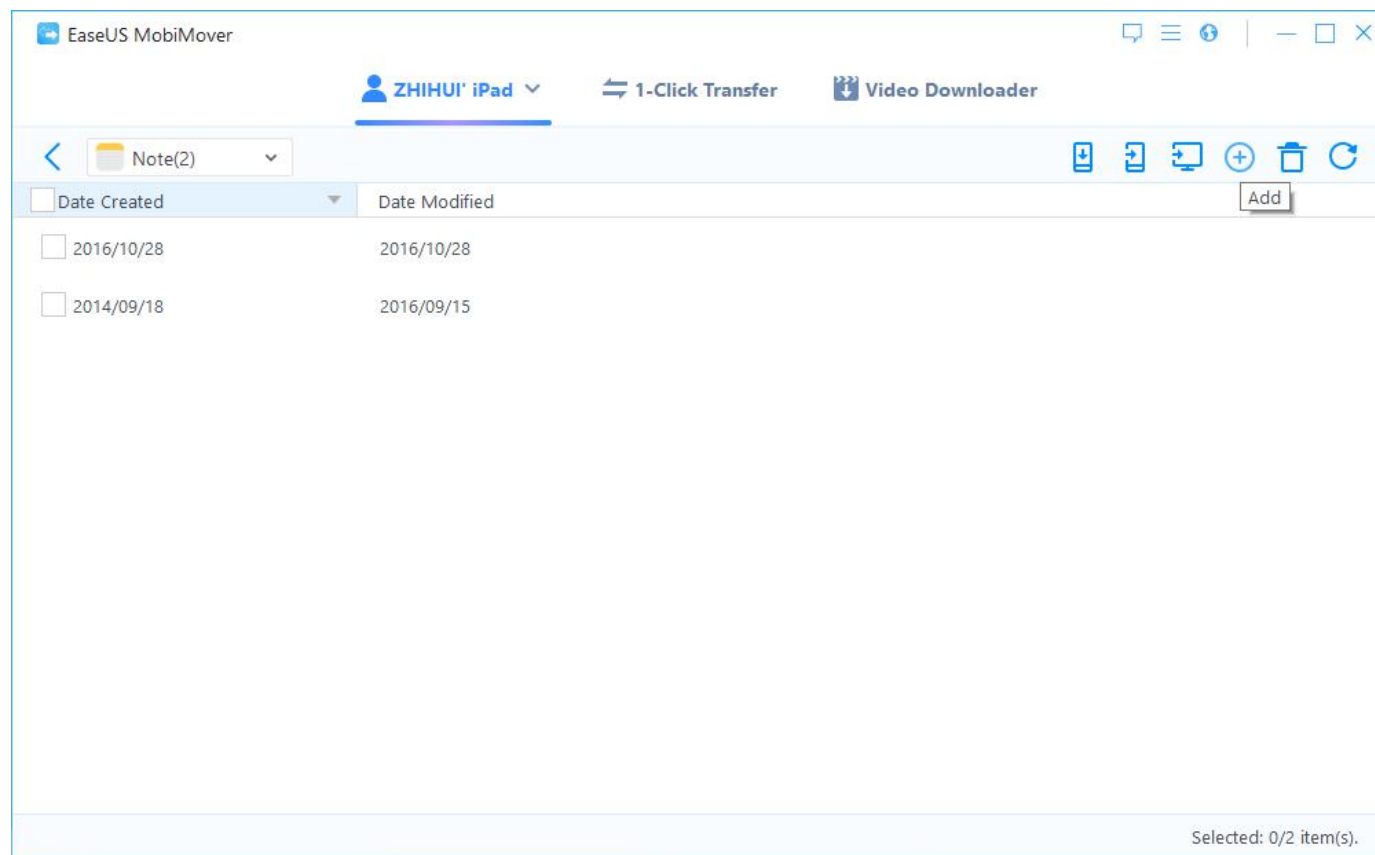 EaseUS MobiMover
ZHIHUI' iPad 1-Click Transfer Video Downloader
Note(2)
Add
Date Created Date Modified
2016/10/28 2016/10/28
2014/09/18 2016/09/15
Selected: 0/2 item(s).